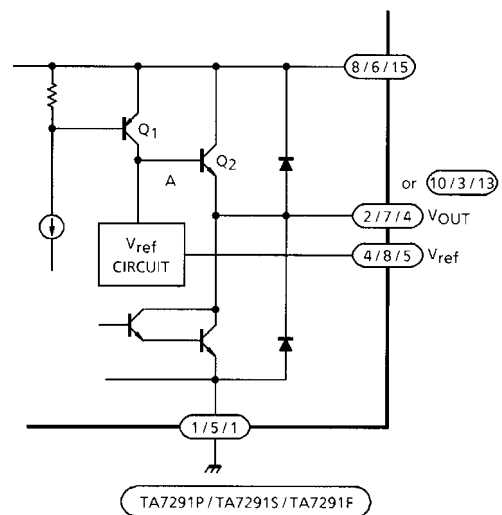 8/6/15
Q1
Q2
A
or 10/3/13
2/7/4 VOUT
Vref
CIRCUIT
4/8/5 Vref
1/5/1
TA7291P/TA7291S/TA7291F